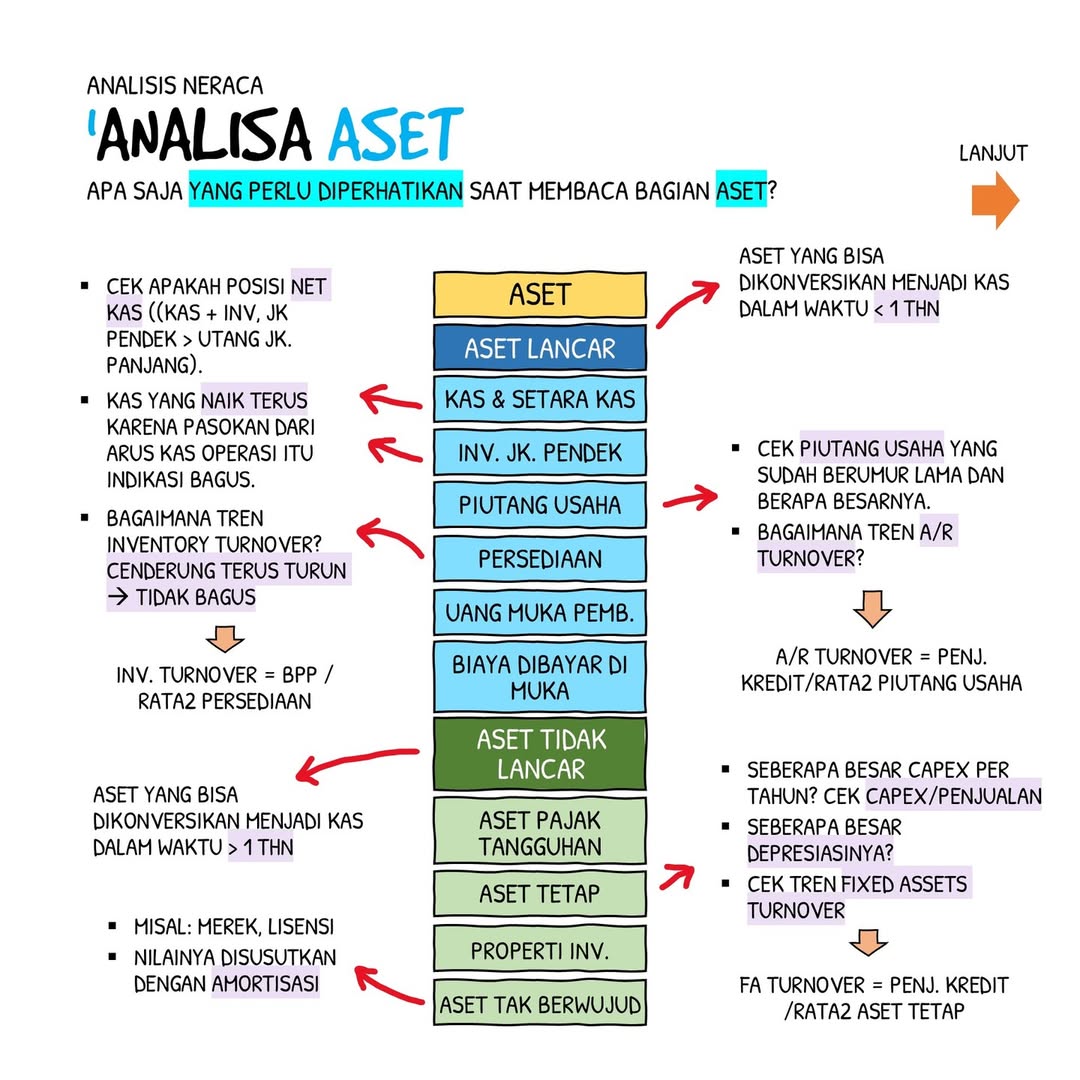 ANALISIS NERACA
'ANALISA ASET
APA SAJA YANG PERLU DIPERHATIKAN SAAT MEMBACA BAGIAN ASET?
LANJUT
▪ CEK APAKAH POSISI NET
KAS ((KAS + INV, JK
PENDEK > UTANG JK.
PANJANG).
▪ KAS YANG NAIK TERUS
KARENA PASOKAN DARI
ARUS KAS OPERASI ITU
INDIKASI BAGUS.
▪ BAGAIMANA TREN
INVENTORY TURNOVER?
CENDERUNG TERUS TURUN
→ TIDAK BAGUS
INV. TURNOVER = BPP /
RATA2 PERSEDIAAN
ASET YANG BISA
DIKONVERSIKAN MENJADI KAS
DALAM WAKTU > 1 THN
▪ MISAL: MEREK, LISENSI
▪ NILAINYA DISUSUTKAN
DENGAN AMORTISASI
ASET
ASET LANCAR
KAS & SETARA KAS
INV. JK. PENDEK
PIUTANG USAHA
PERSEDIAAN
UANG MUKA PEMB.
BIAYA DIBAYAR DI
MUKA
ASET TIDAK
LANCAR
ASET PAJAK
TANGGUHAN
ASET TETAP
PROPERTI INV.
ASET TAK BERWUJUD
ASET YANG BISA
DIKONVERSIKAN MENJADI KAS
DALAM WAKTU < 1 THN
▪ CEK PIUTANG USAHA YANG
SUDAH BERUMUR LAMA DAN
BERAPA BESARNYA.
▪ BAGAIMANA TREN A/R
TURNOVER?
A/R TURNOVER = PENJ.
KREDIT/RATA2 PIUTANG USAHA
▪ SEBERAPA BESAR CAPEX PER
TAHUN? CEK CAPEX/PENJUALAN
▪ SEBERAPA BESAR
DEPRESIASINYA?
▪ CEK TREN FIXED ASSETS
TURNOVER
FA TURNOVER = PENJ. KREDIT
/RATA2 ASET TETAP